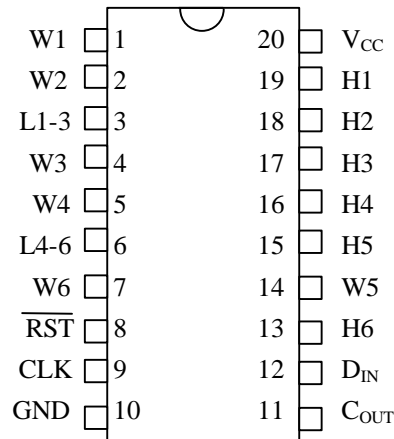 W1 1 20 VCC
W2 2 19 H1
L1-3 3 18 H2
W3 4 17 H3
W4 5 16 H4
L4-6 6 15 H5
W6 7 14 W5
RST 8 13 H6
CLK 9 12 DIN
GND 10 11 COUT